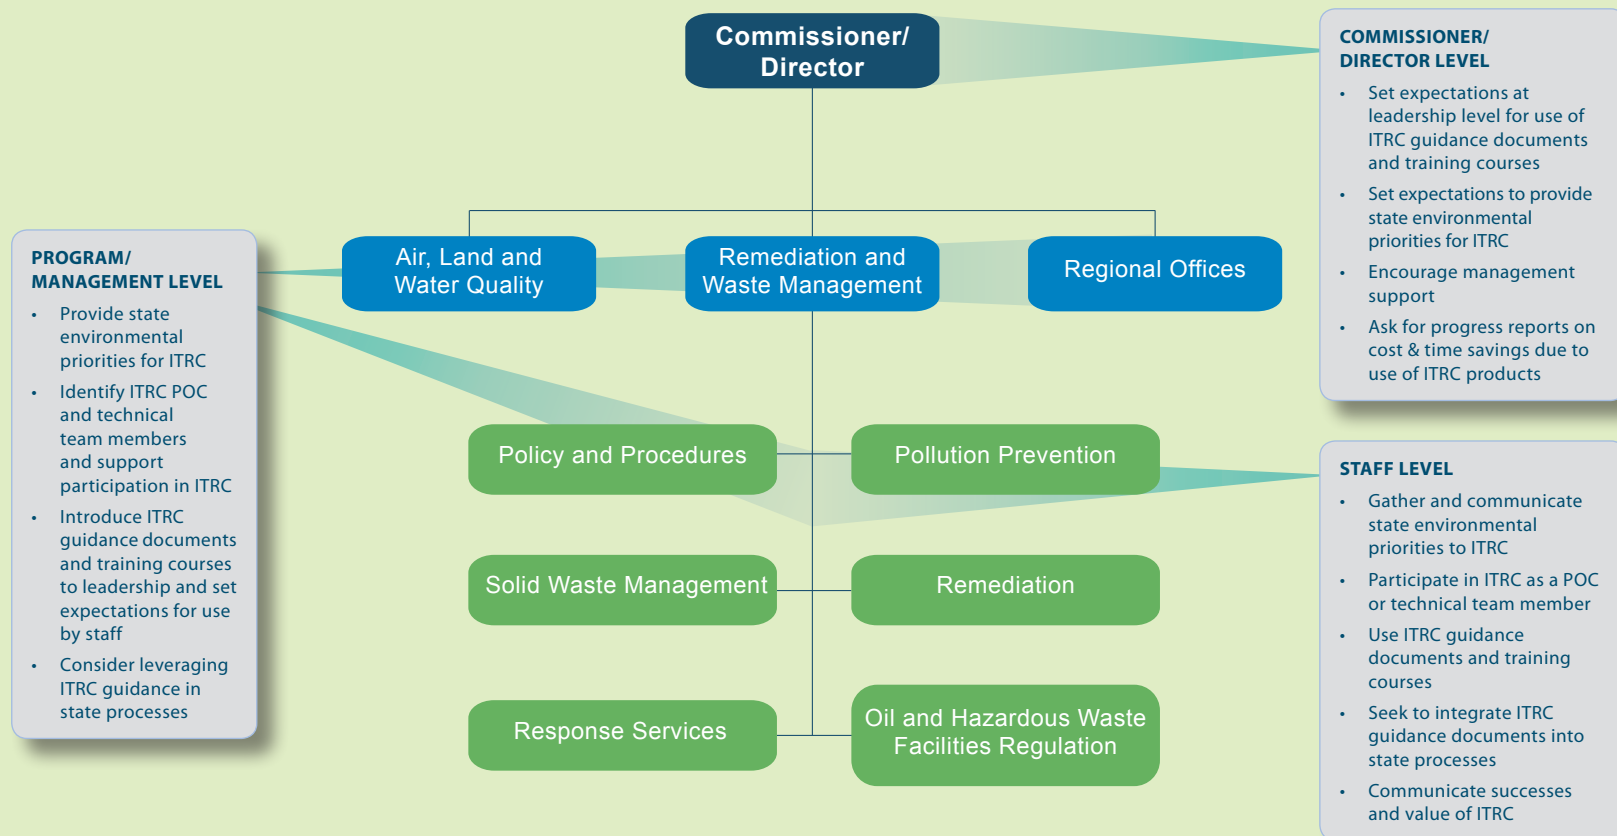 Commissioner/
Director
COMMISSIONER/
DIRECTOR LEVEL
• Set expectations at
leadership level for use of
ITRC guidance documents
and training courses
• Set expectations to provide
state environmental
priorities for ITRC
• Encourage management
support
• Ask for progress reports on
cost & time savings due to
use of ITRC products
PROGRAM/
MANAGEMENT LEVEL
• Provide state
environmental
priorities for ITRC
• Identify ITRC POC
and technical
team members
and support
participation in ITRC
• Introduce ITRC
guidance documents
and training courses
to leadership and set
expectations for use
by staff
• Consider leveraging
ITRC guidance in
state processes
Air, Land and
Water Quality
Remediation and
Waste Management
Regional Offices
Policy and Procedures
Pollution Prevention
Solid Waste Management
Remediation
Response Services
Oil and Hazardous Waste
Facilities Regulation
STAFF LEVEL
• Gather and communicate
state environmental
priorities to ITRC
• Participate in ITRC as a POC
or technical team member
• Use ITRC guidance
documents and training
courses
• Seek to integrate ITRC
guidance documents into
state processes
• Communicate successes
and value of ITRC